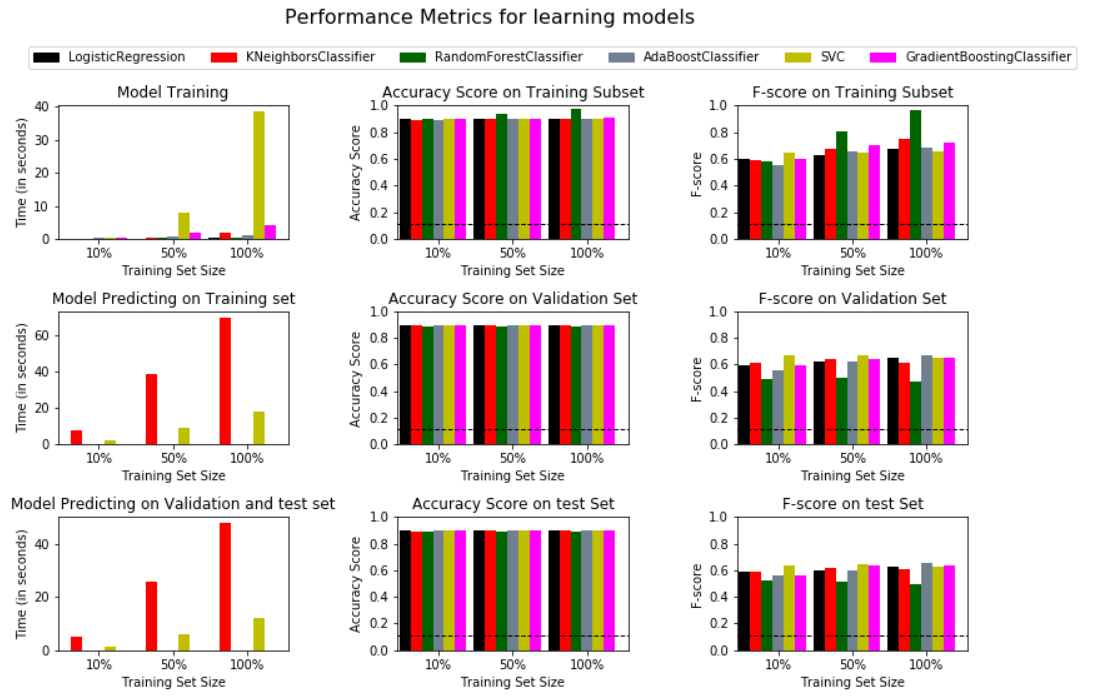 Performance Metrics for learning models
LogisticRegression KNeighborsClassifier RandomForestClassifier AdaBoostClassifier SVC GradientBoostingClassifier
Model Training
Time (in seconds)
40
30
20
10
0
10% 50% 100%
Training Set Size
Accuracy Score on Training Subset
Accuracy Score
1.0
0.8
0.6
0.4
0.2
0.0
10% 50% 100%
Training Set Size
F-score on Training Subset
F-score
1.0
0.8
0.6
0.4
0.2
0.0
10% 50% 100%
Training Set Size
Model Predicting on Training set
Time (in seconds)
60
40
20
0
10% 50% 100%
Training Set Size
Accuracy Score on Validation Set
Accuracy Score
1.0
0.8
0.6
0.4
0.2
0.0
10% 50% 100%
Training Set Size
F-score on Validation Set
F-score
1.0
0.8
0.6
0.4
0.2
0.0
10% 50% 100%
Training Set Size
Model Predicting on Validation and test set
Time (in seconds)
40
20
0
10% 50% 100%
Training Set Size
Accuracy Score on test Set
Accuracy Score
1.0
0.8
0.6
0.4
0.2
0.0
10% 50% 100%
Training Set Size
F-score on test Set
F-score
1.0
0.8
0.6
0.4
0.2
0.0
10% 50% 100%
Training Set Size